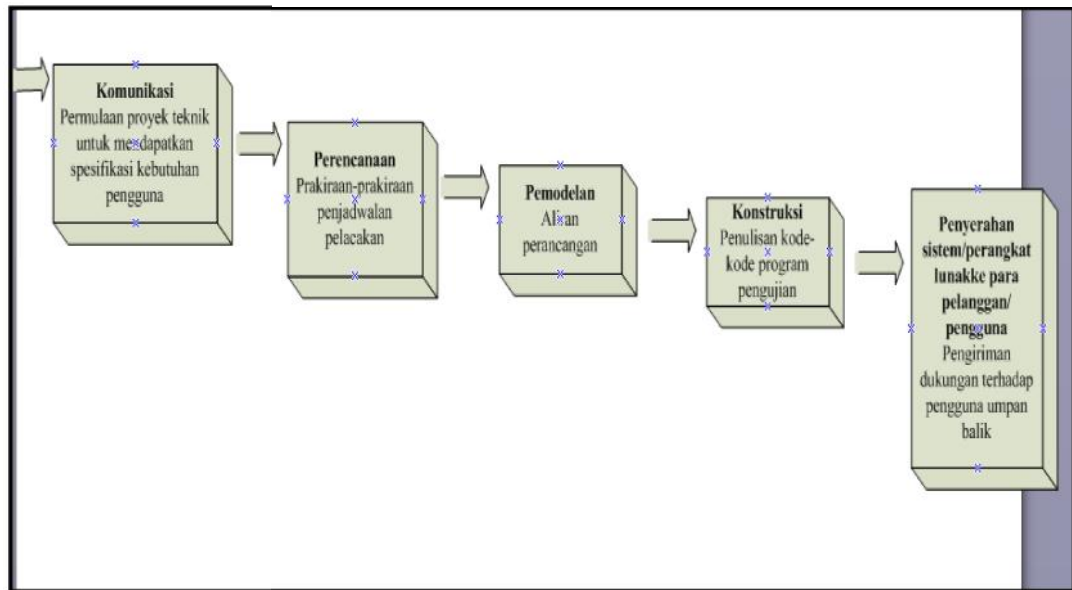 Komunikasi
Permulaan proyek teknik
untuk mendapatkan
spesifikasi kebutuhan
pengguna
Perencanaan
Prakiraan-prakiraan
penjadwalan
pelacakan
Pemodelan
Aliran
perancangan
Konstruksi
Penulisan kode-
kode program
pengujian
Penyerahan
sistem/perangkat
lunakke para
pelanggan/
pengguna
Pengiriman
dukungan terhadap
pengguna umpan
balik